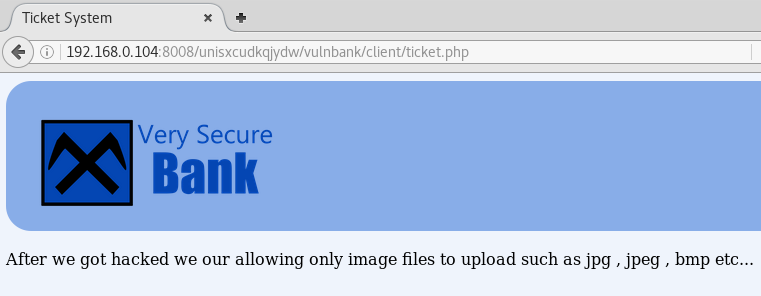 Ticket System
192.168.0.104:8008/unisxcudkqjydw/vulnbank/client/ticket.php
Very Secure
Bank
After we got hacked we our allowing only image files to upload such as jpg , jpeg , bmp etc...